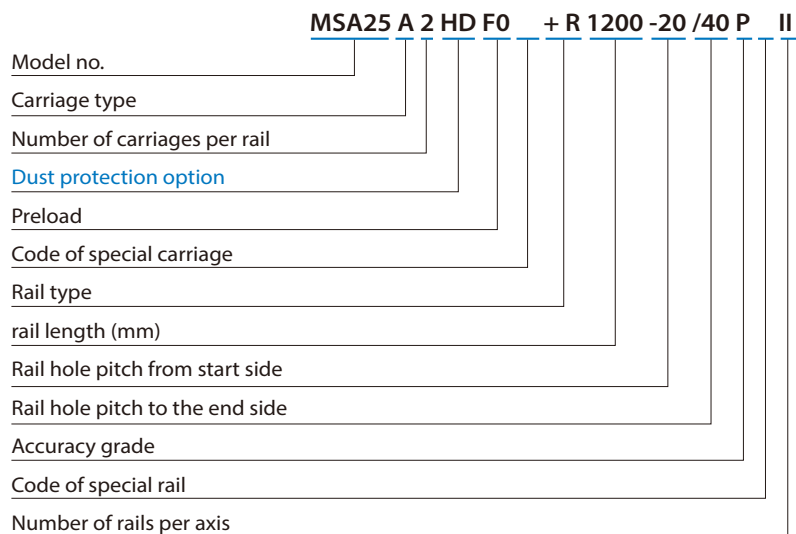 MSA25 A 2 HD F0 + R 1200 -20 /40 P II
Model no.
Carriage type
Number of carriages per rail
Dust protection option
Preload
Code of special carriage
Rail type
rail length (mm)
Rail hole pitch from start side
Rail hole pitch to the end side
Accuracy grade
Code of special rail
Number of rails per axis